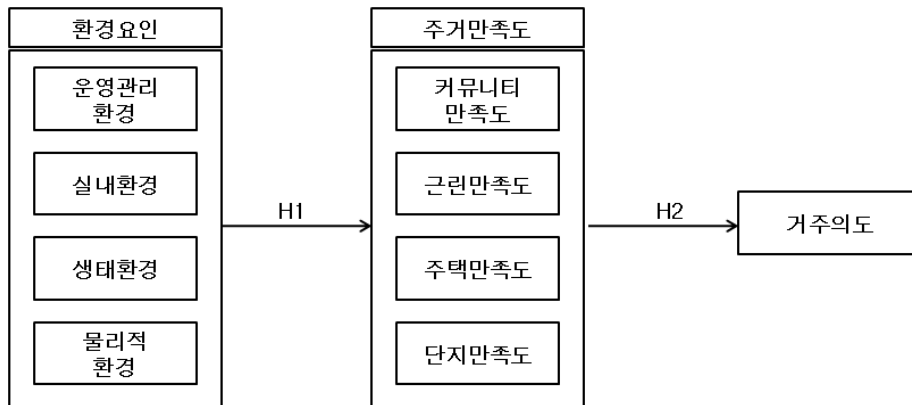 환경요인
운영관리
환경
실내환경
생태환경
물리적
환경
H1
주거만족도
커뮤니티
만족도
근린만족도
주택만족도
단지만족도
H2
거주의도